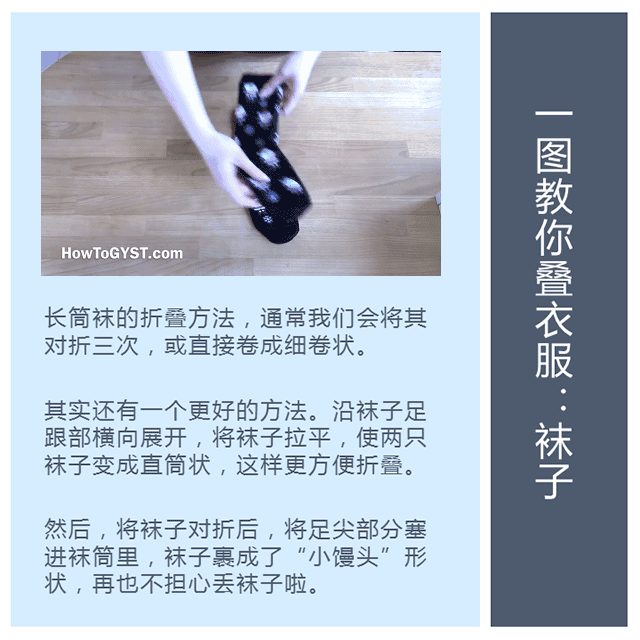 HowToGYST.com
长筒袜的折叠方法，通常我们会将其
对折三次，或直接卷成细卷状。
其实还有一个更好的方法。沿袜子足
跟部横向展开，将袜子拉平，使两只
袜子变成直筒状，这样更方便折叠。
然后，将袜子对折后，将足尖部分塞
进袜筒里，袜子裹成了“小馒头”形
状，再也不担心丢袜子啦。
一图教你叠衣服：袜子